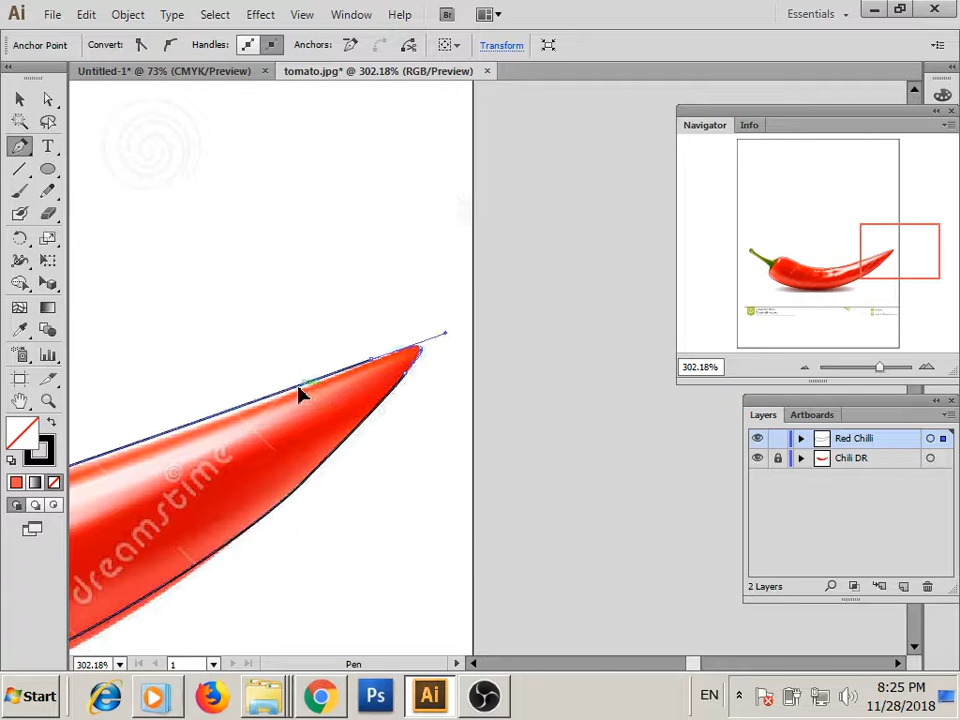 Ai File Edit Object Type Select Effect View Window Help Br Essentials
Anchor Point Convert: Handles: Anchors: Transform
Untitled-1* @ 73% (CMYK/Preview) × tomato.jpg* @ 302.18% (RGB/Preview) ×
Navigator Info
302.18%
Layers Artboards
Red Chilli
Chili DR
2 Layers
dreamstime
302.18% 1 Pen
Start Ps Ai EN 8:25 PM
11/28/2018